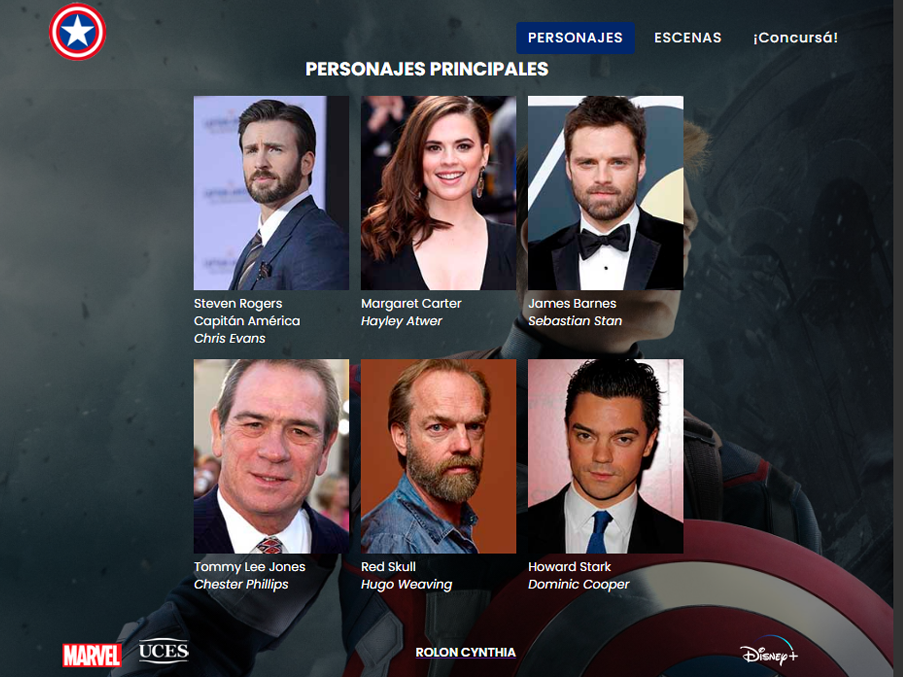 PERSONAJES
ESCENAS
¡Concursá!
PERSONAJES PRINCIPALES
Steven Rogers
Capitán América
Chris Evans
Margaret Carter
Hayley Atwer
James Barnes
Sebastian Stan
Tommy Lee Jones
Chester Phillips
Red Skull
Hugo Weaving
Howard Stark
Dominic Cooper
MARVEL
UCES
ROLON CYNTHIA
Disney+